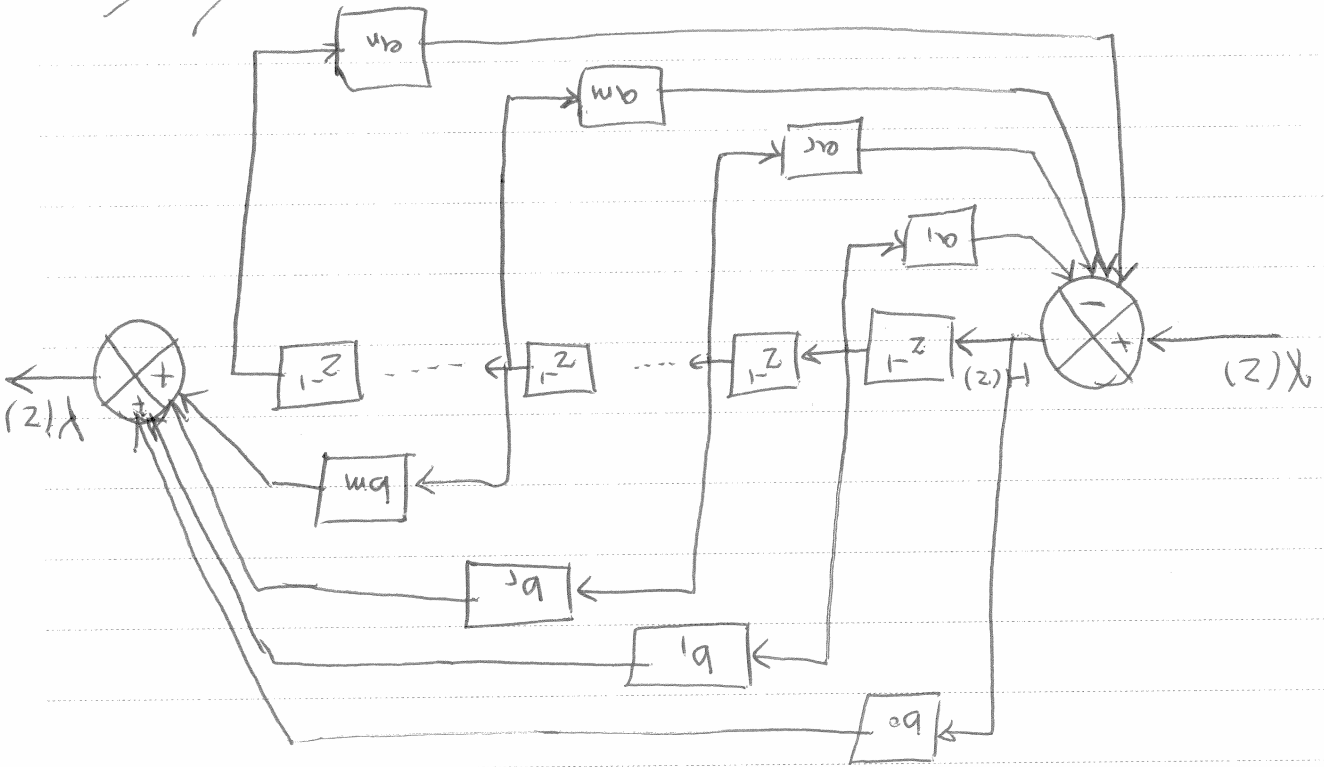 b0
b1
br
bm
Y(z)
+
+
X(z)
+
-
H(z)
z-1
z-1
.....
z-1
......
z-1
a1
ar
am
an